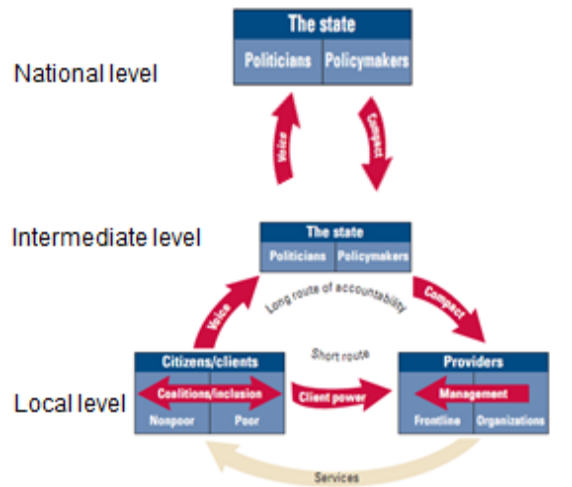 The state
Politicians Policymakers
National level
Voice
Compact
Intermediate level
The state
Politicians Policymakers
Long route of accountability
Voice
Compact
Short route
Citizens/clients
Coalitions/inclusion
Nonpoor Poor
Client power
Providers
Management
Frontline Organizations
Local level
Services